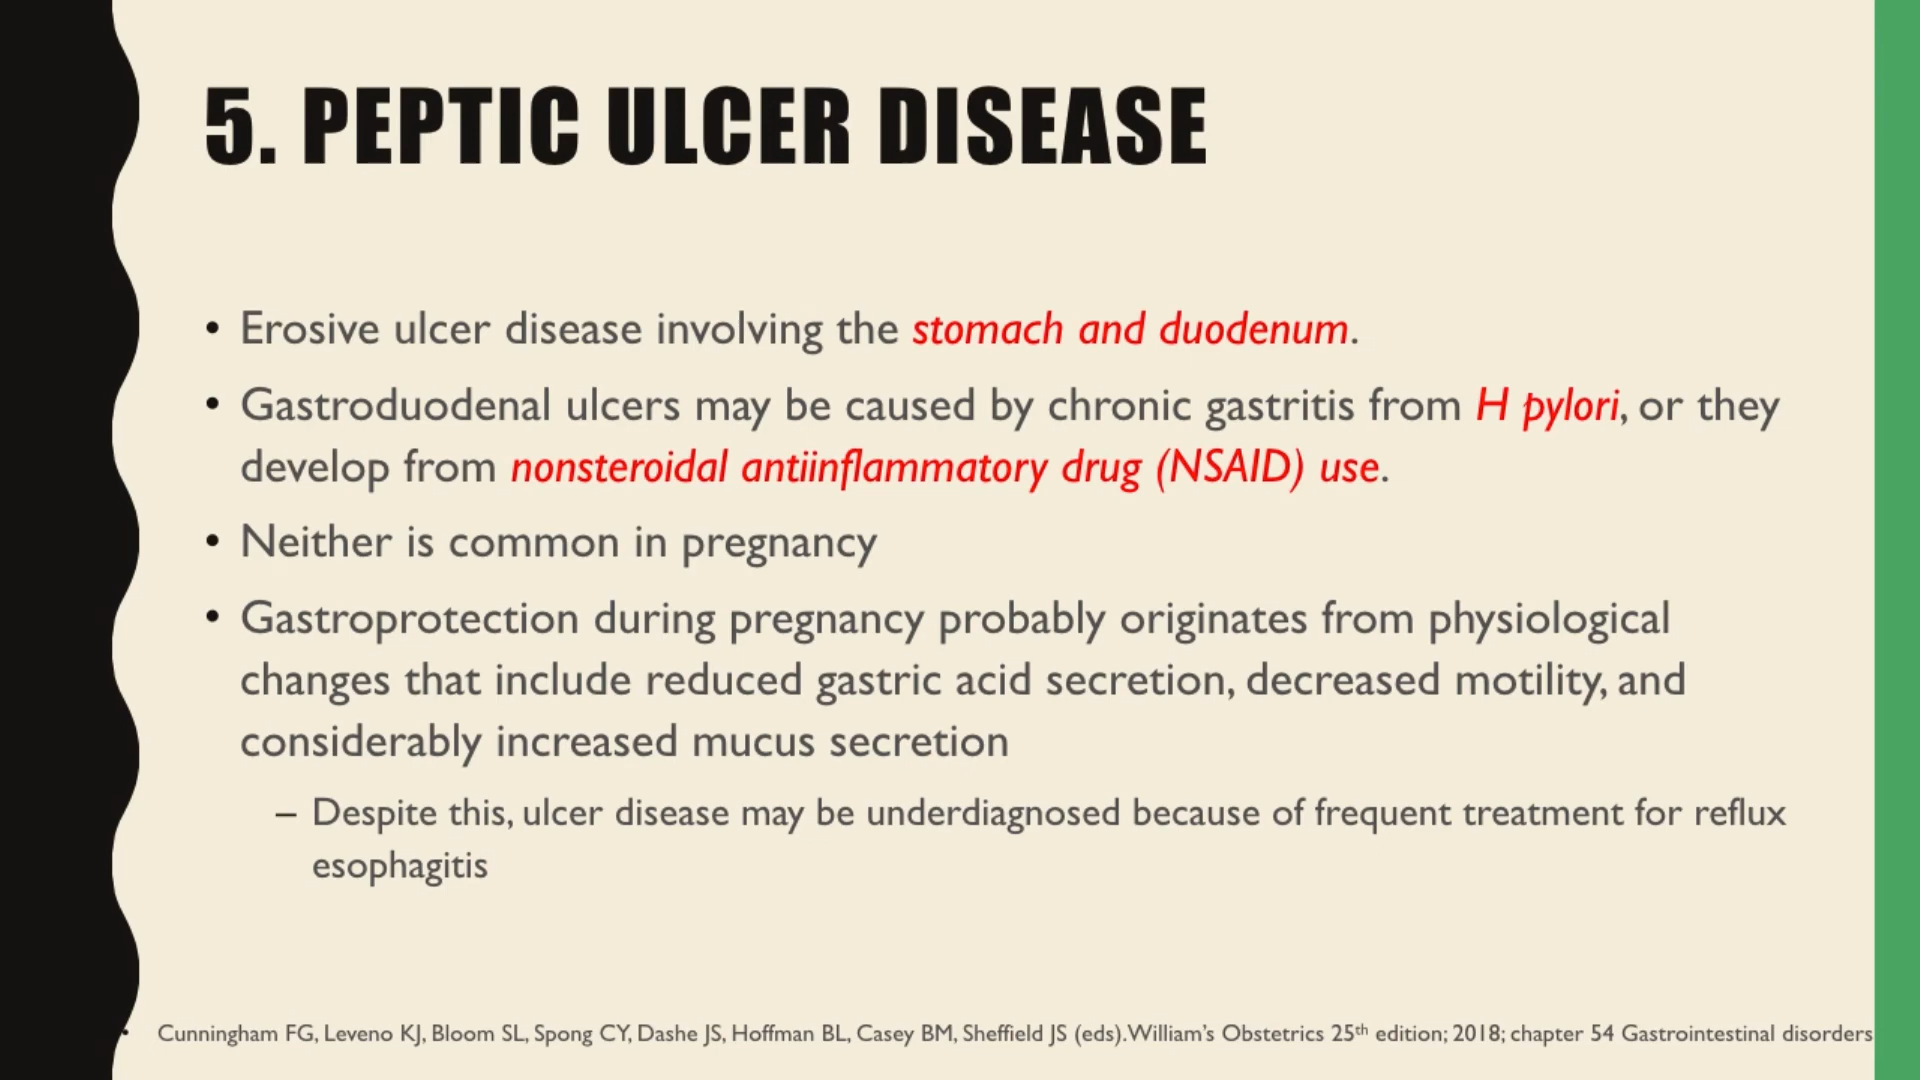 5. PEPTIC ULCER DISEASE
• Erosive ulcer disease involving the stomach and duodenum.
• Gastroduodenal ulcers may be caused by chronic gastritis from H pylori, or they
develop from nonsteroidal antiinflammatory drug (NSAID) use.
• Neither is common in pregnancy
• Gastroprotection during pregnancy probably originates from physiological
changes that include reduced gastric acid secretion, decreased motility, and
considerably increased mucus secretion
– Despite this, ulcer disease may be underdiagnosed because of frequent treatment for reflux
esophagitis
• Cunningham FG, Leveno KJ, Bloom SL, Spong CY, Dashe JS, Hoffman BL, Casey BM, Sheffield JS (eds).William's Obstetrics 25th edition; 2018; chapter 54 Gastrointestinal disorders